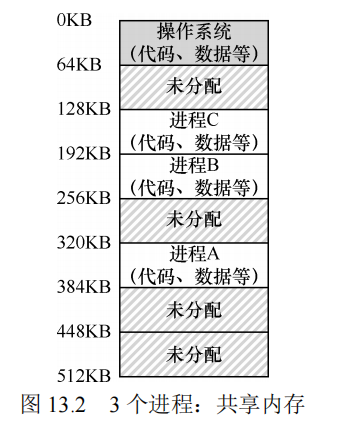 0KB
操作系统
(代码、数据等)
64KB
未分配
128KB
进程C
(代码、数据等)
192KB
进程B
(代码、数据等)
256KB
未分配
320KB
进程A
(代码、数据等)
384KB
未分配
448KB
未分配
512KB
图 13.2 3 个进程：共享内存